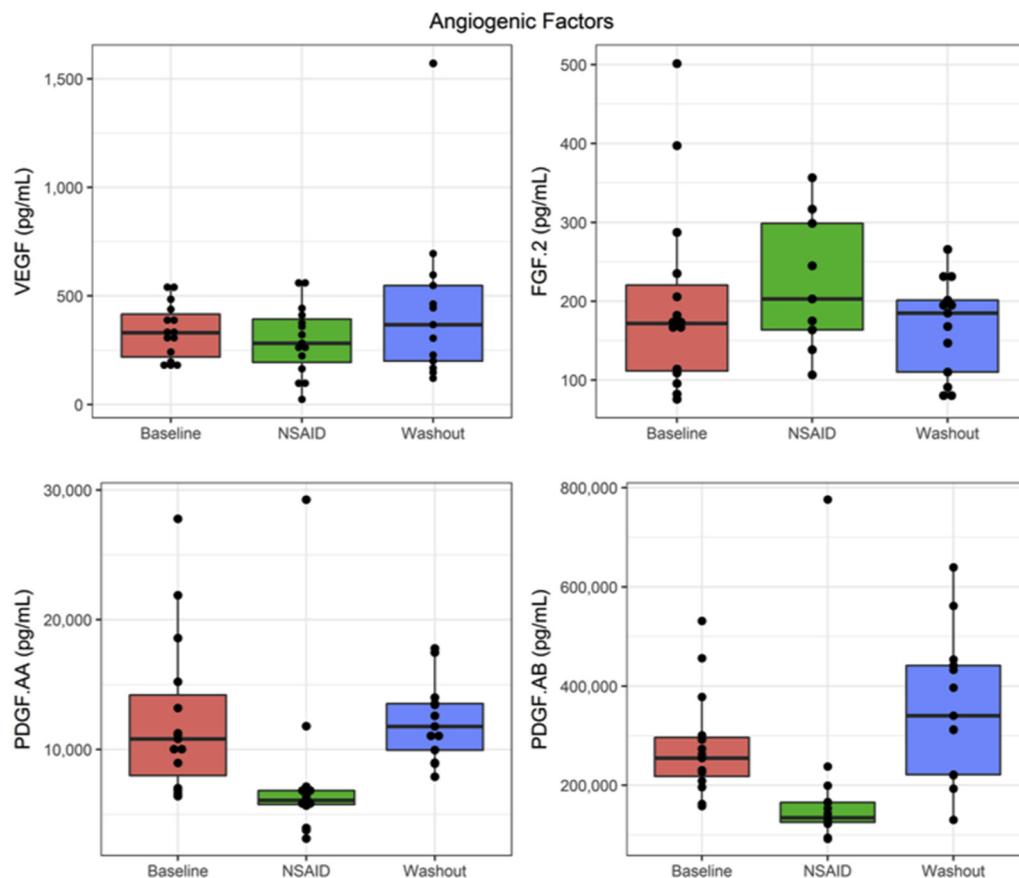 Angiogenic Factors
VEGF (pg/mL)
1,500
1,000
500
0
Baseline NSAID Washout
FGF.2 (pg/mL)
500
400
300
200
100
Baseline NSAID Washout
PDGF.AA (pg/mL)
30,000
20,000
10,000
Baseline NSAID Washout
PDGF.AB (pg/mL)
800,000
600,000
400,000
200,000
Baseline NSAID Washout